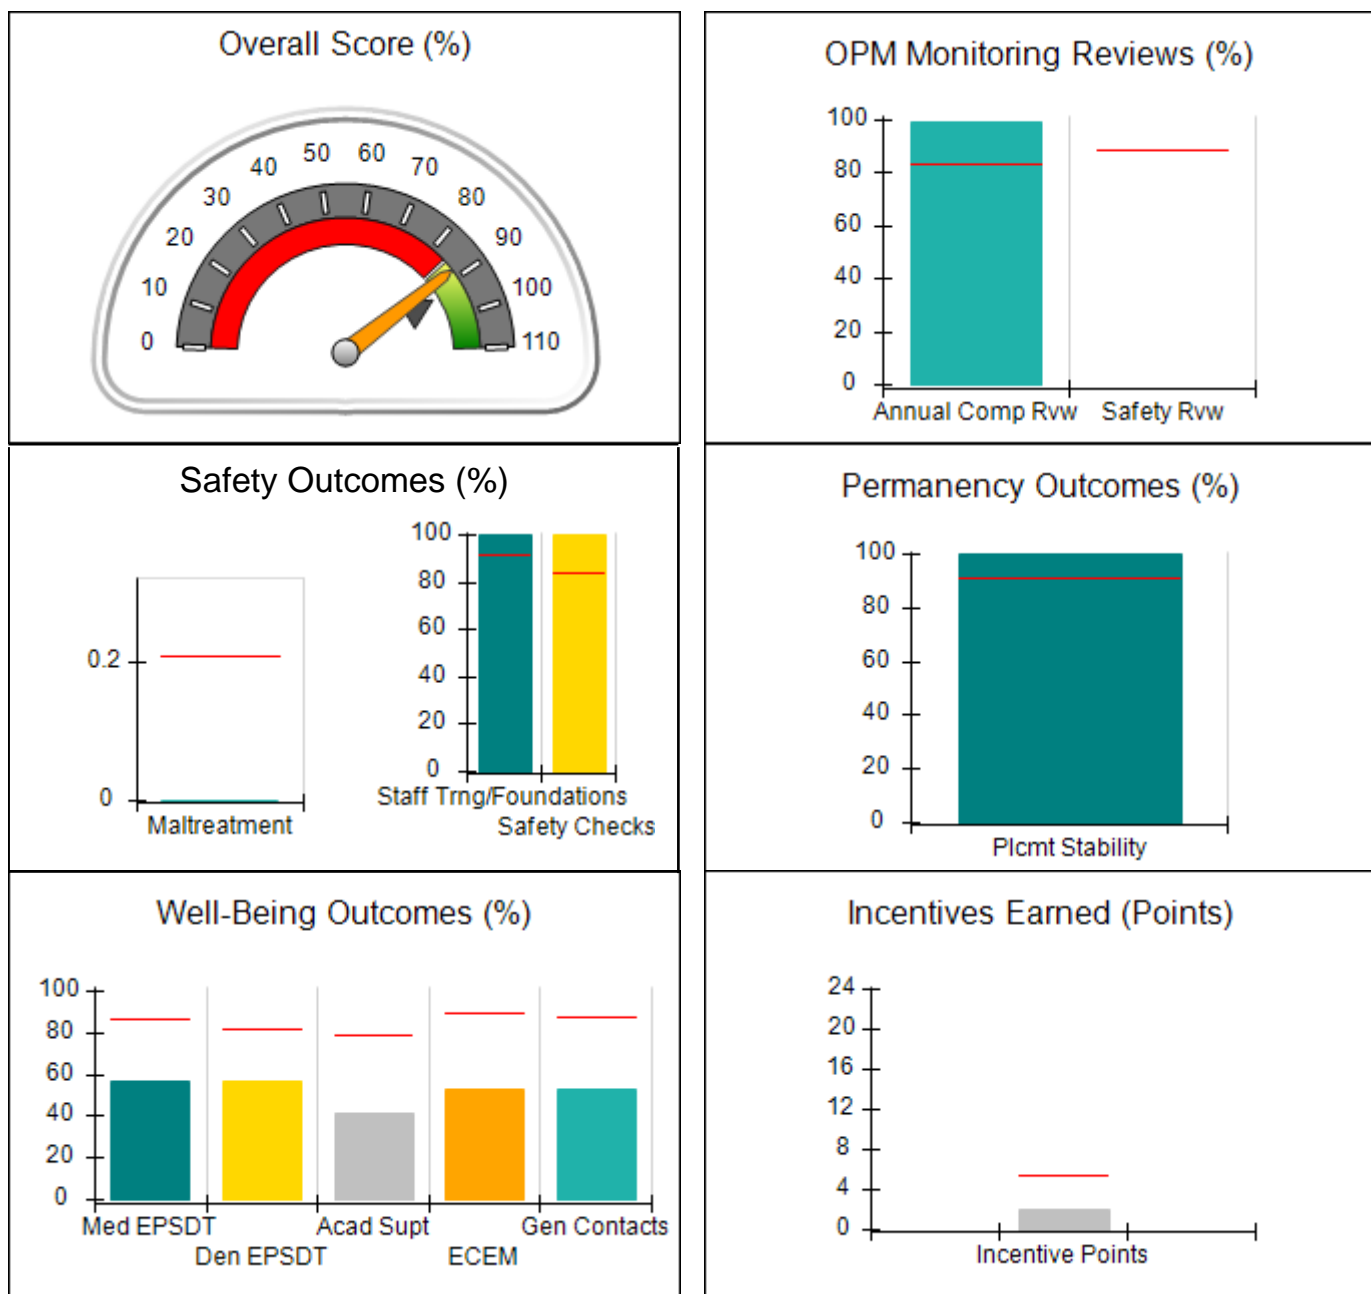 Overall Score (%)
0
10
20
30
40
50
60
70
80
90
100
110
OPM Monitoring Reviews (%)
100
80
60
40
20
0
Annual Comp Rvw
Safety Rvw
Safety Outcomes (%)
0.2
0
Maltreatment
100
80
60
40
20
0
Staff Trng/Foundations
Safety Checks
Permanency Outcomes (%)
100
80
60
40
20
0
Plcmt Stability
Well-Being Outcomes (%)
100
80
60
40
20
0
Med EPSDT
Den EPSDT
Acad Supt
ECEM
Gen Contacts
Incentives Earned (Points)
24
20
16
12
8
4
0
Incentive Points